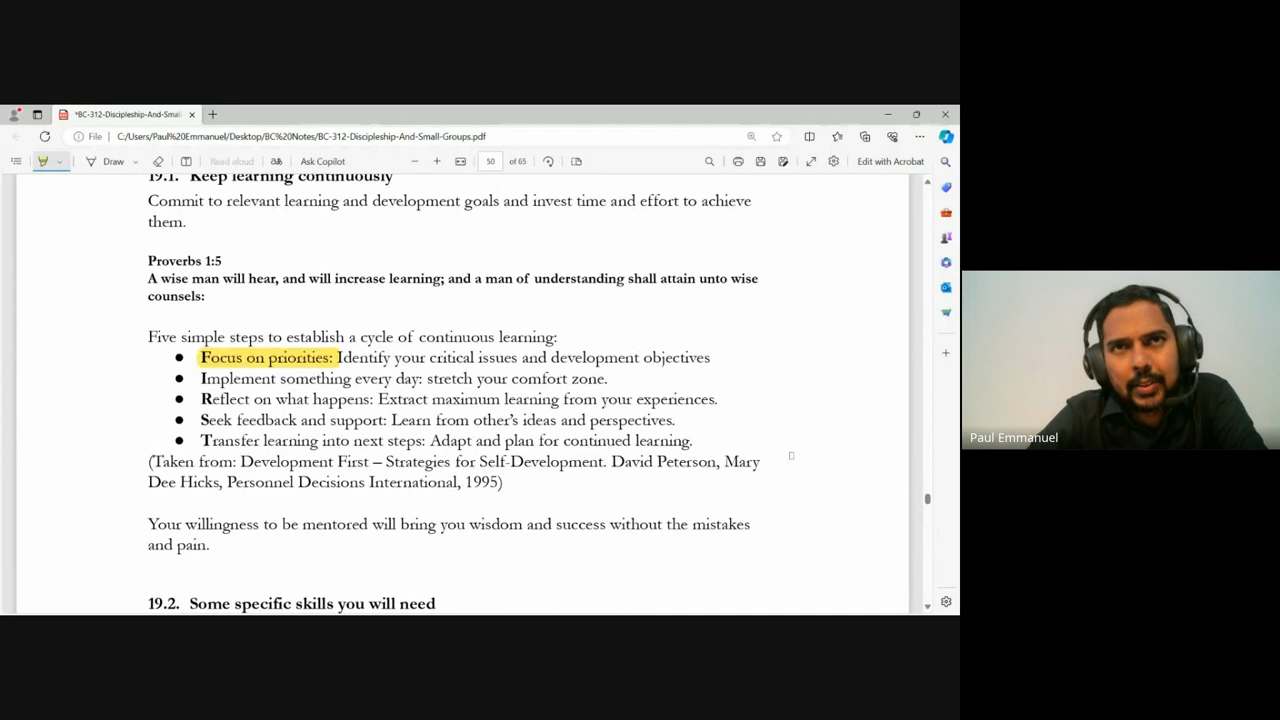 *BC-312-Discipleship-And-Smal
File
C:/Users/Paul%20Emmanuel/Desktop/BC%20Notes/BC-312-Discipleship-And-Small-Groups.pdf
Draw
Read aloud
Ask Copilot
50
of 65
Edit with Acrobat
19.1. Keep learning continuously
Commit to relevant learning and development goals and invest time and effort to achieve
them.
Proverbs 1:5
A wise man will hear, and will increase learning; and a man of understanding shall attain unto wise
counsels:
Five simple steps to establish a cycle of continuous learning:
● Focus on priorities: Identify your critical issues and development objectives
● Implement something every day: stretch your comfort zone.
● Reflect on what happens: Extract maximum learning from your experiences.
● Seek feedback and support: Learn from other's ideas and perspectives.
● Transfer learning into next steps: Adapt and plan for continued learning.
(Taken from: Development First – Strategies for Self-Development. David Peterson, Mary
Dee Hicks, Personnel Decisions International, 1995)
Your willingness to be mentored will bring you wisdom and success without the mistakes
and pain.
19.2. Some specific skills you will need
Paul Emmanuel